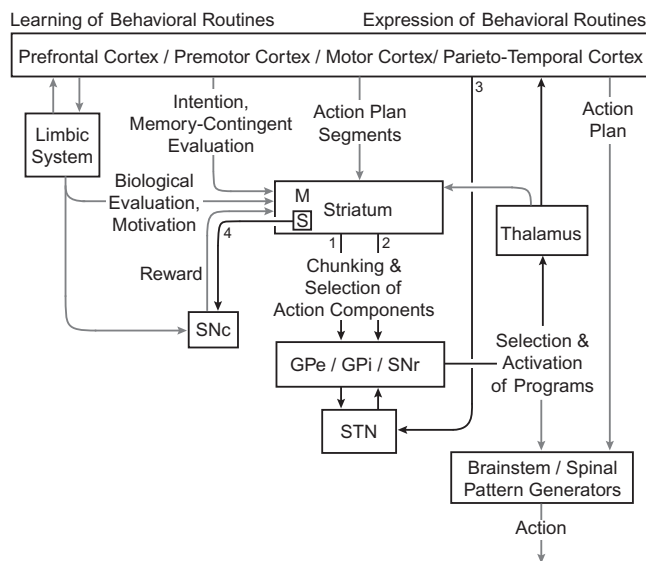 Learning of Behavioral Routines
Expression of Behavioral Routines
Prefrontal Cortex / Premotor Cortex / Motor Cortex/ Parieto-Temporal Cortex
3
Intention,
Memory-Contingent
Evaluation
Action Plan
Segments
Action
Plan
Limbic
System
Biological
Evaluation,
Motivation
M
S
Striatum
1
2
4
Thalamus
Reward
Chunking &
Selection of
Action Components
SNc
GPe / GPi / SNr
Selection &
Activation
of Programs
STN
Brainstem / Spinal
Pattern Generators
Action